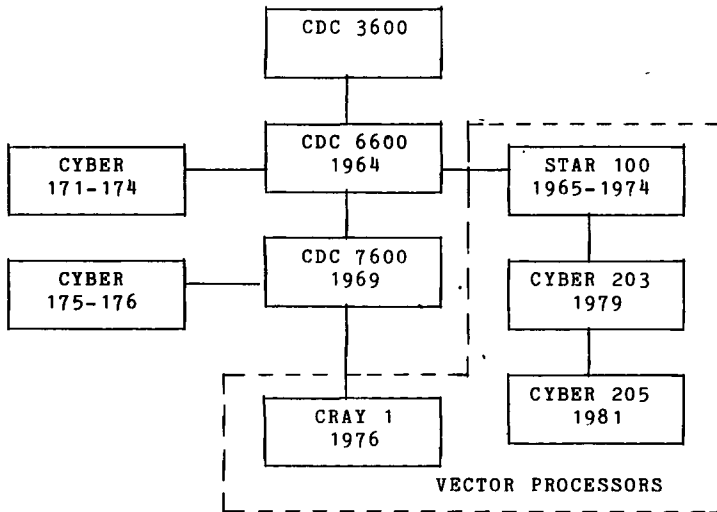 CDC 3600
CDC 6600
1964
CYBER
171-174
STAR 100
1965-1974
CDC 7600
1969
CYBER
175-176
CYBER 203
1979
CRAY 1
1976
CYBER 205
1981
VECTOR PROCESSORS